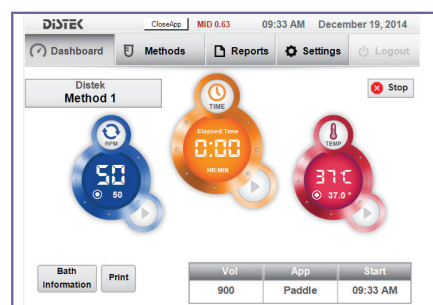 DiSTEK CloseApp MID 0.63 09:33 AM December 19, 2014
Dashboard Methods Reports Settings Logout
Distek
Method 1
Stop
TIME
Elapsed Time
0:00
HR:MIN
RPM
50
50
TEMP
37℃
37.0°
Bath
Information
Print
Vol App Start
900 Paddle 09:33 AM